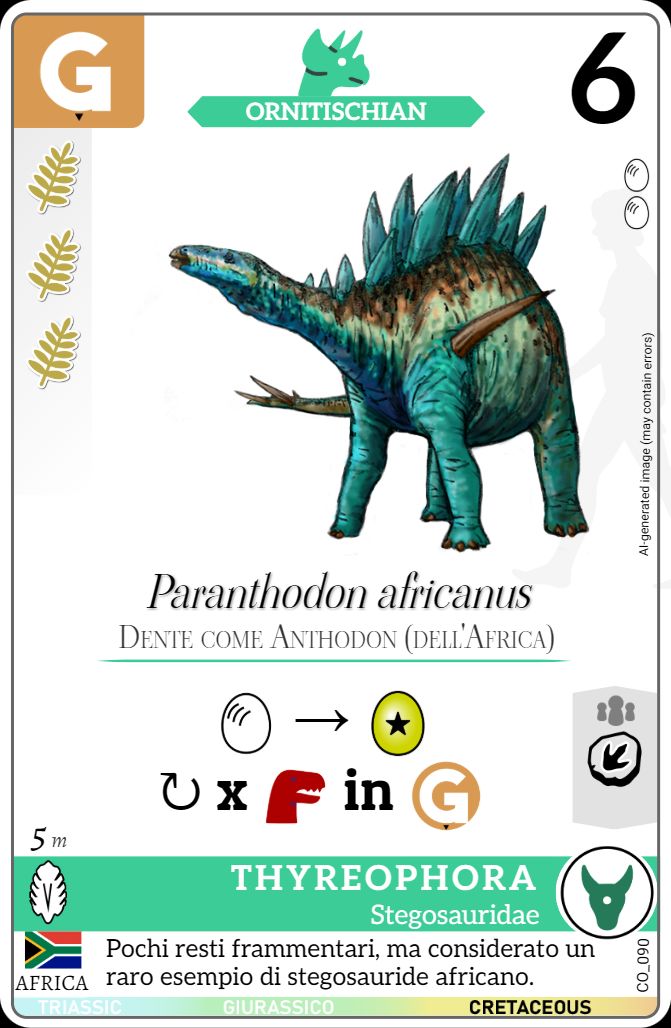 G
6
ORNITISCHIAN
AI-generated image (may contain errors)
Paranthodon africanus
Dente come Anthodon (dell'Africa)
x in G
5 m
THYREOPHORA
Stegosauridae
AFRICA
Pochi resti frammentari, ma considerato un
raro esempio di stegosauride africano.
CO_090
TRIASSIC GIURASSICO CRETACEOUS